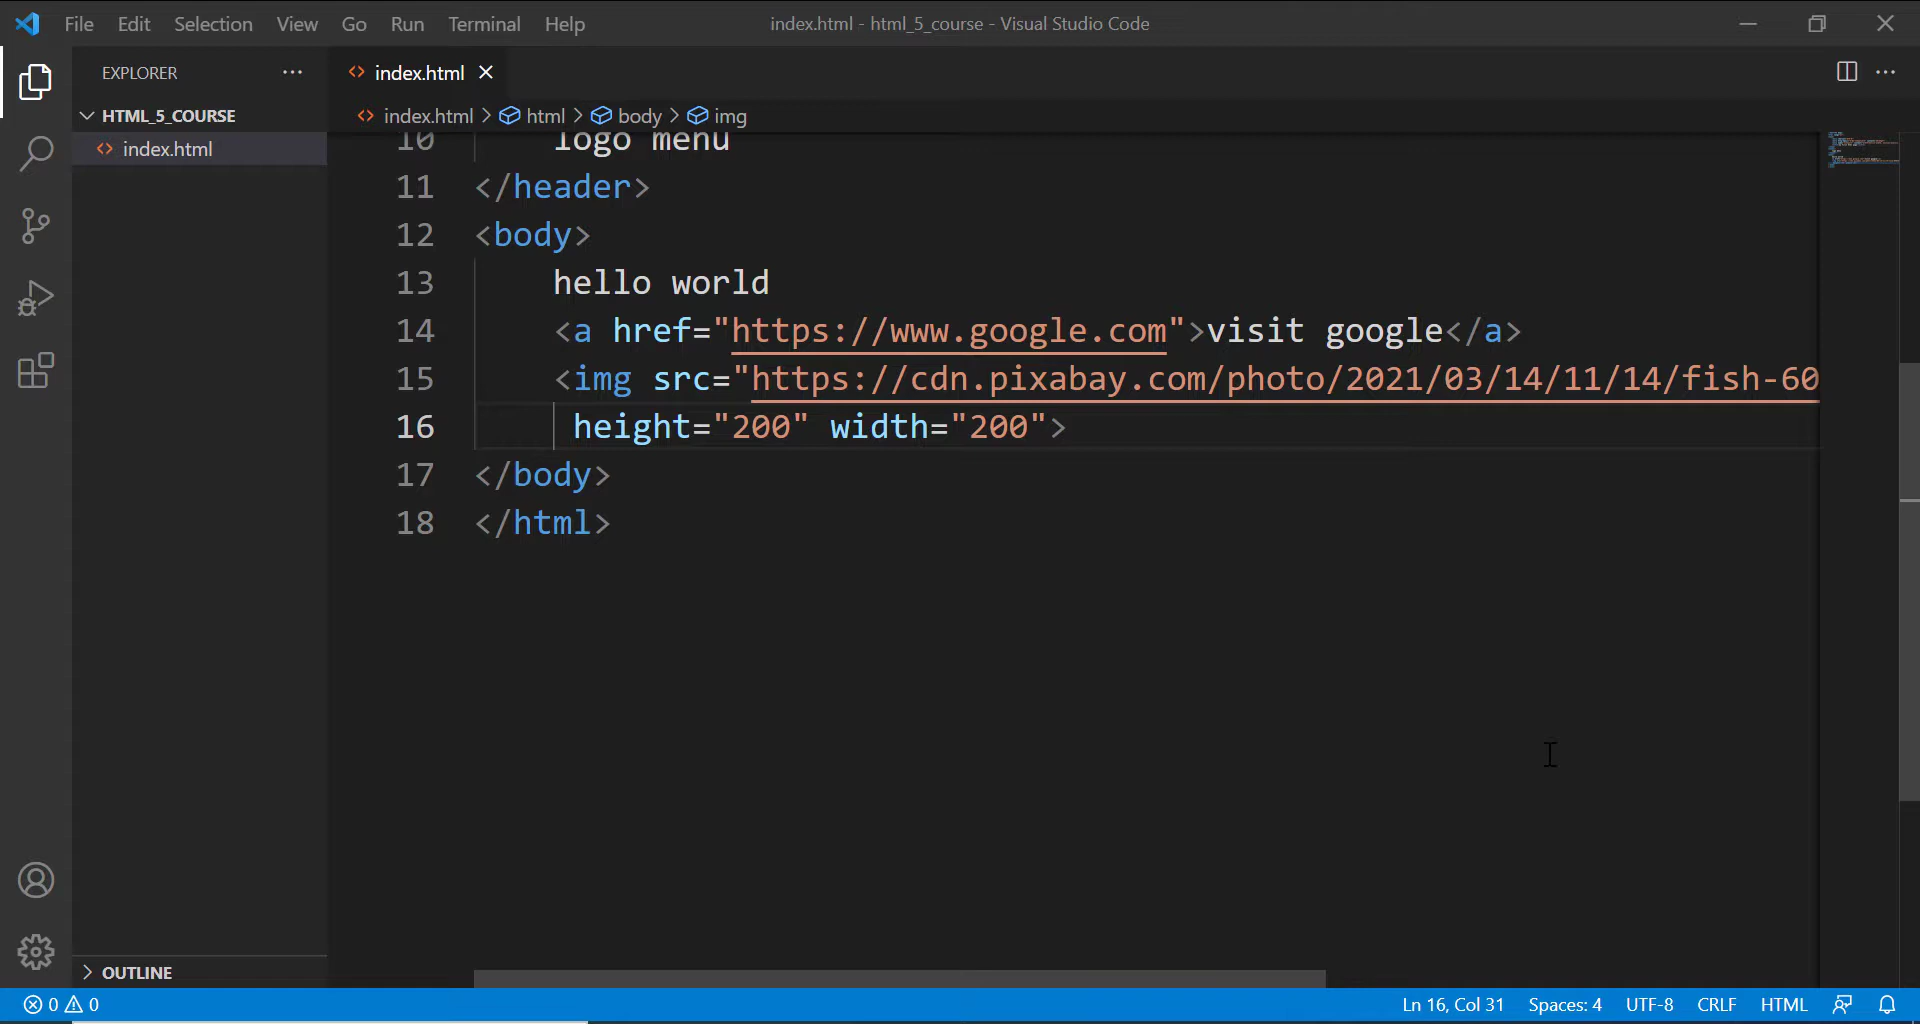 File Edit Selection View Go Run Terminal Help index.html - html_5_course - Visual Studio Code
EXPLORER
HTML_5_COURSE
index.html
index.html
index.html > html > body > img
10 logo menu
11 </header>
12 <body>
13 hello world
14 <a href="https://www.google.com">visit google</a>
15 <img src="https://cdn.pixabay.com/photo/2021/03/14/11/14/fish-60
16 height="200" width="200">
17 </body>
18 </html>
OUTLINE
0 0 Ln 16, Col 31 Spaces: 4 UTF-8 CRLF HTML